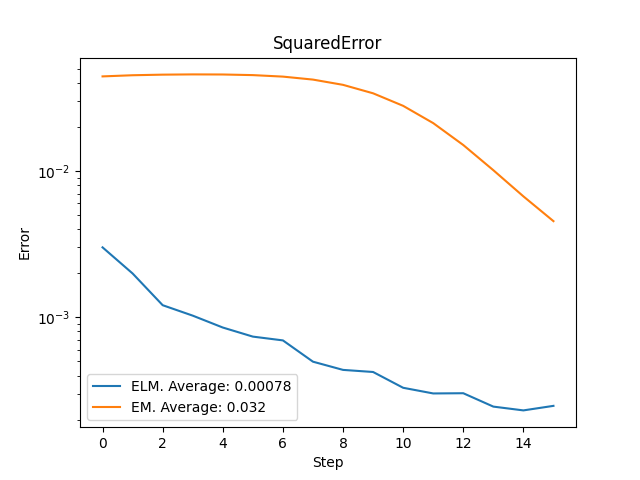 SquaredError
10⁻²
10⁻³
Error
ELM. Average: 0.00078
EM. Average: 0.032
0 2 4 6 8 10 12 14
Step